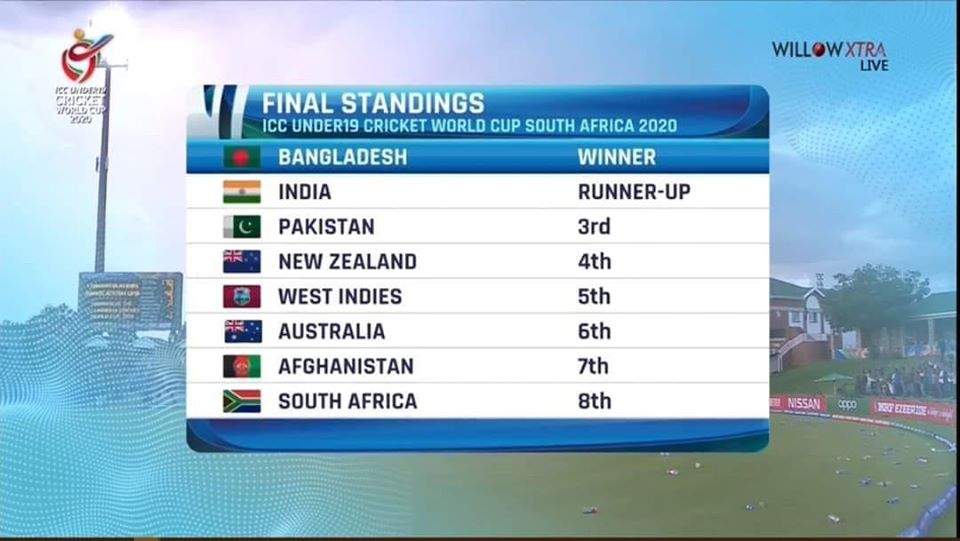 ICC UNDER19
CRICKET
WORLD CUP
2020
WILLOW XTRA
LIVE
FINAL STANDINGS
ICC UNDER19 CRICKET WORLD CUP SOUTH AFRICA 2020
BANGLADESH WINNER
INDIA RUNNER-UP
PAKISTAN 3rd
NEW ZEALAND 4th
WEST INDIES 5th
AUSTRALIA 6th
AFGHANISTAN 7th
SOUTH AFRICA 8th
NISSAN
oppo